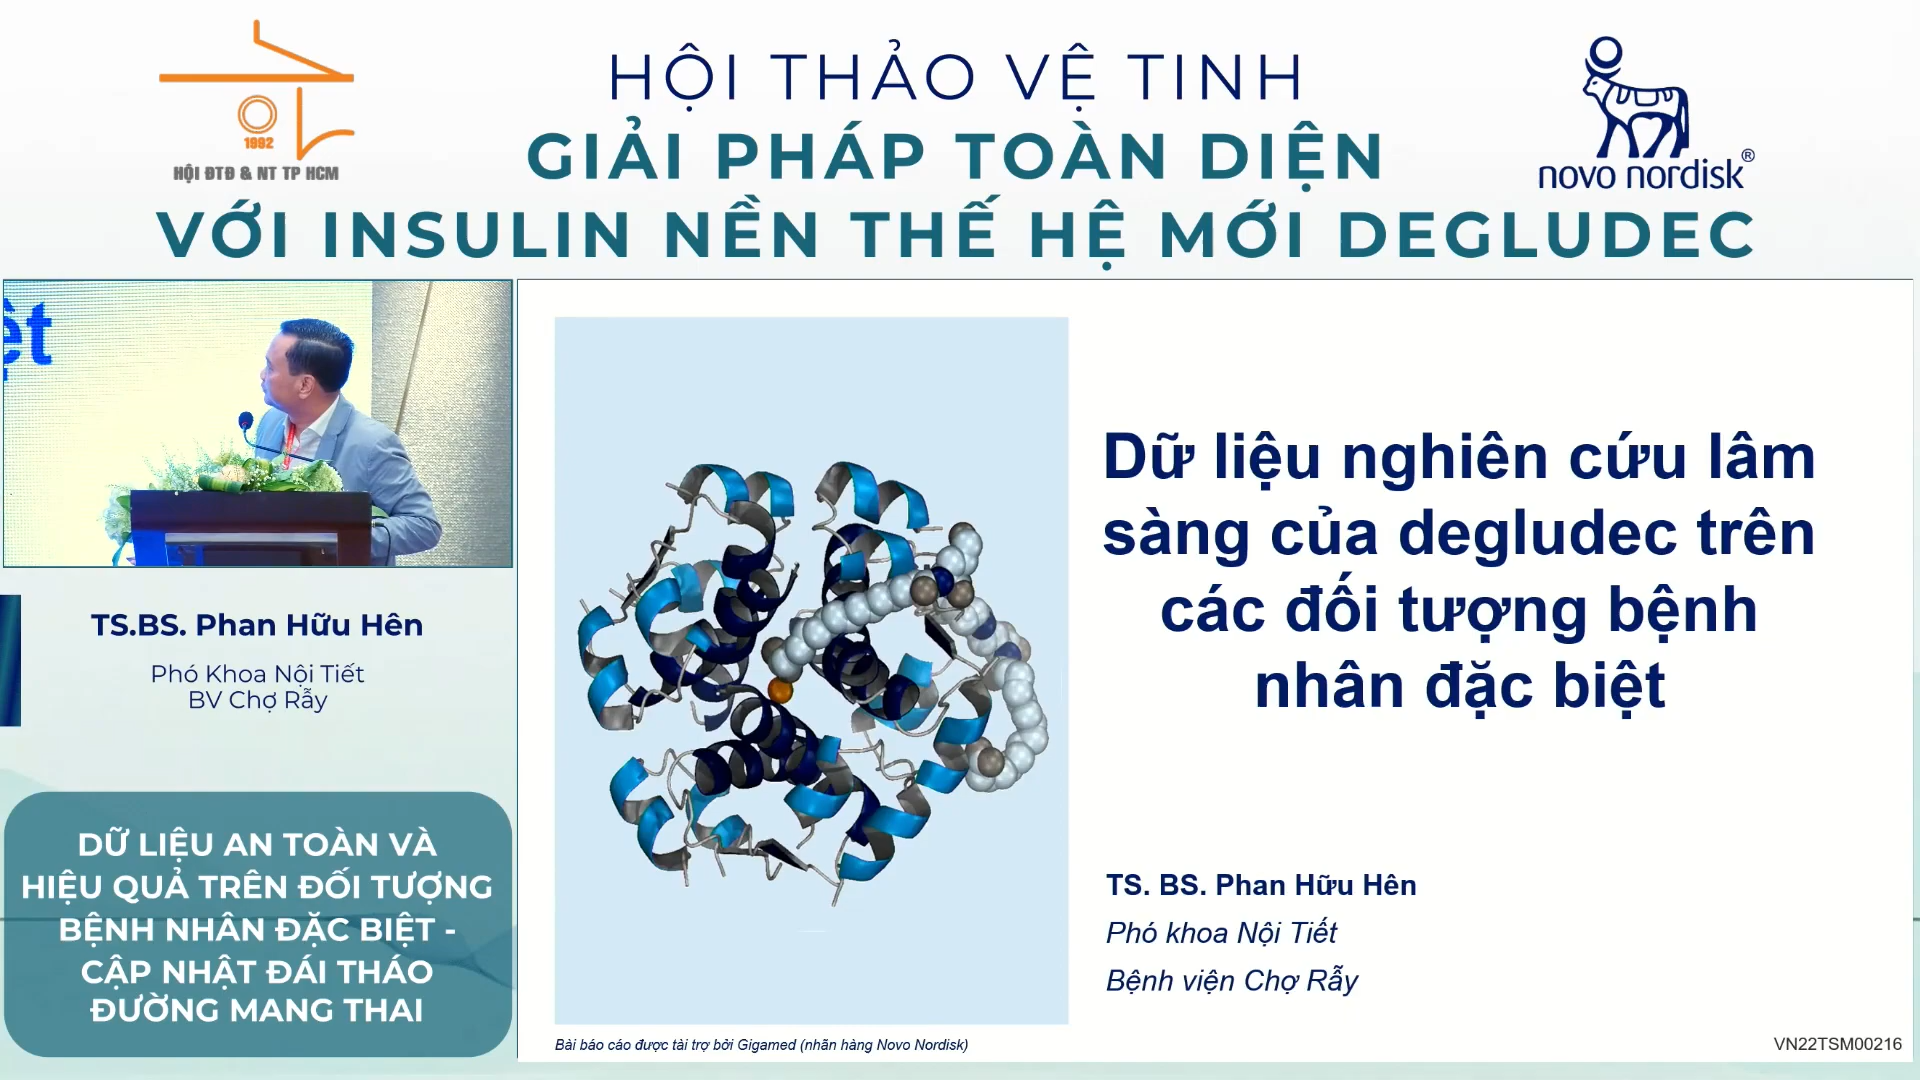 HỘI THẢO VỆ TINH
GIẢI PHÁP TOÀN DIỆN
VỚI INSULIN NỀN THẾ HỆ MỚI DEGLUDEC
1992
HỘI ĐTĐ & NT TP HCM
novo nordisk®
ệt
TS.BS. Phan Hữu Hên
Phó Khoa Nội Tiết
BV Chợ Rẫy
DỮ LIỆU AN TOÀN VÀ
HIỆU QUẢ TRÊN ĐỐI TƯỢNG
BỆNH NHÂN ĐẶC BIỆT -
CẬP NHẬT ĐÁI THÁO
ĐƯỜNG MANG THAI
Dữ liệu nghiên cứu lâm
sàng của degludec trên
các đối tượng bệnh
nhân đặc biệt
TS. BS. Phan Hữu Hên
Phó khoa Nội Tiết
Bệnh viện Chợ Rẫy
Bài báo cáo được tài trợ bởi Gigamed (nhãn hàng Novo Nordisk)
VN22TSM00216